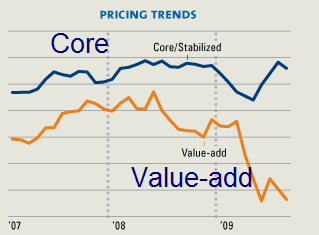 PRICING TRENDS
Core
Core/Stabilized
Value-add
Value-add
'07
'08
'09